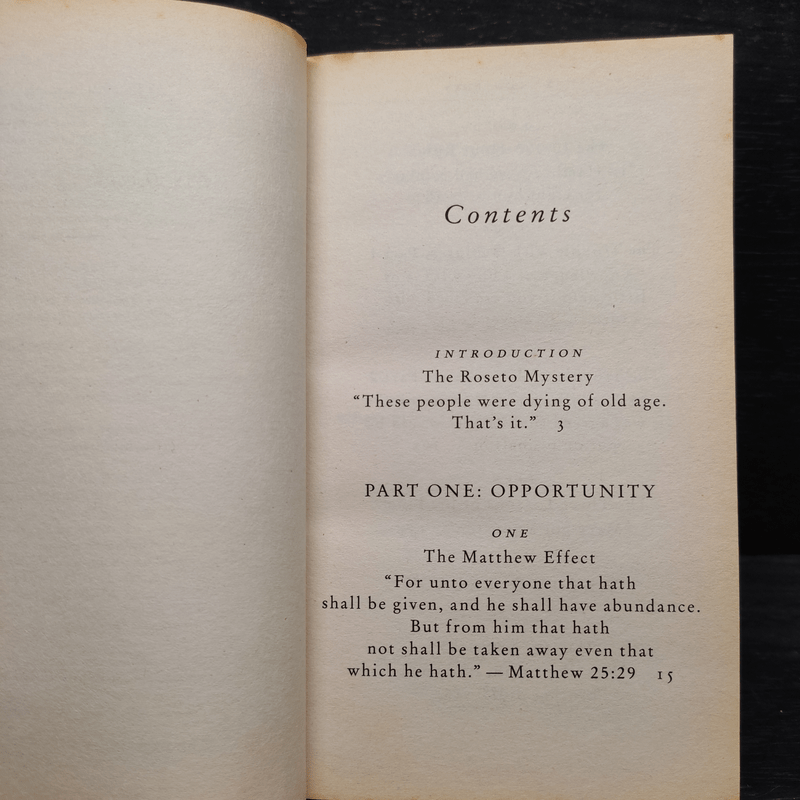 Contents
INTRODUCTION
The Roseto Mystery
“These people were dying of old age.
That’s it.” 3
PART ONE: OPPORTUNITY
ONE
The Matthew Effect
“For unto everyone that hath
shall be given, and he shall have abundance.
But from him that hath
not shall be taken away even that
which he hath.” — Matthew 25:29 15